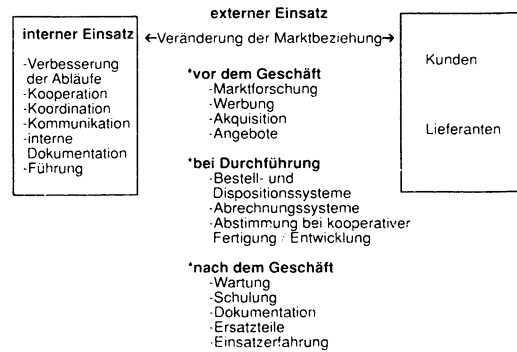 externer Einsatz
interner Einsatz
←Veränderung der Marktbeziehung→
-Verbesserung
der Abläufe
-Kooperation
-Koordination
-Kommunikation
-interne
Dokumentation
-Führung
*vor dem Geschäft
-Marktforschung
-Werbung
-Akquisition
-Angebote
*bei Durchführung
-Bestell- und
Dispositionssysteme
-Abrechnungssysteme
-Abstimmung bei kooperativer
Fertigung / Entwicklung
*nach dem Geschäft
-Wartung
-Schulung
-Dokumentation
-Ersatzteile
-Einsatzerfahrung
Kunden
Lieferanten